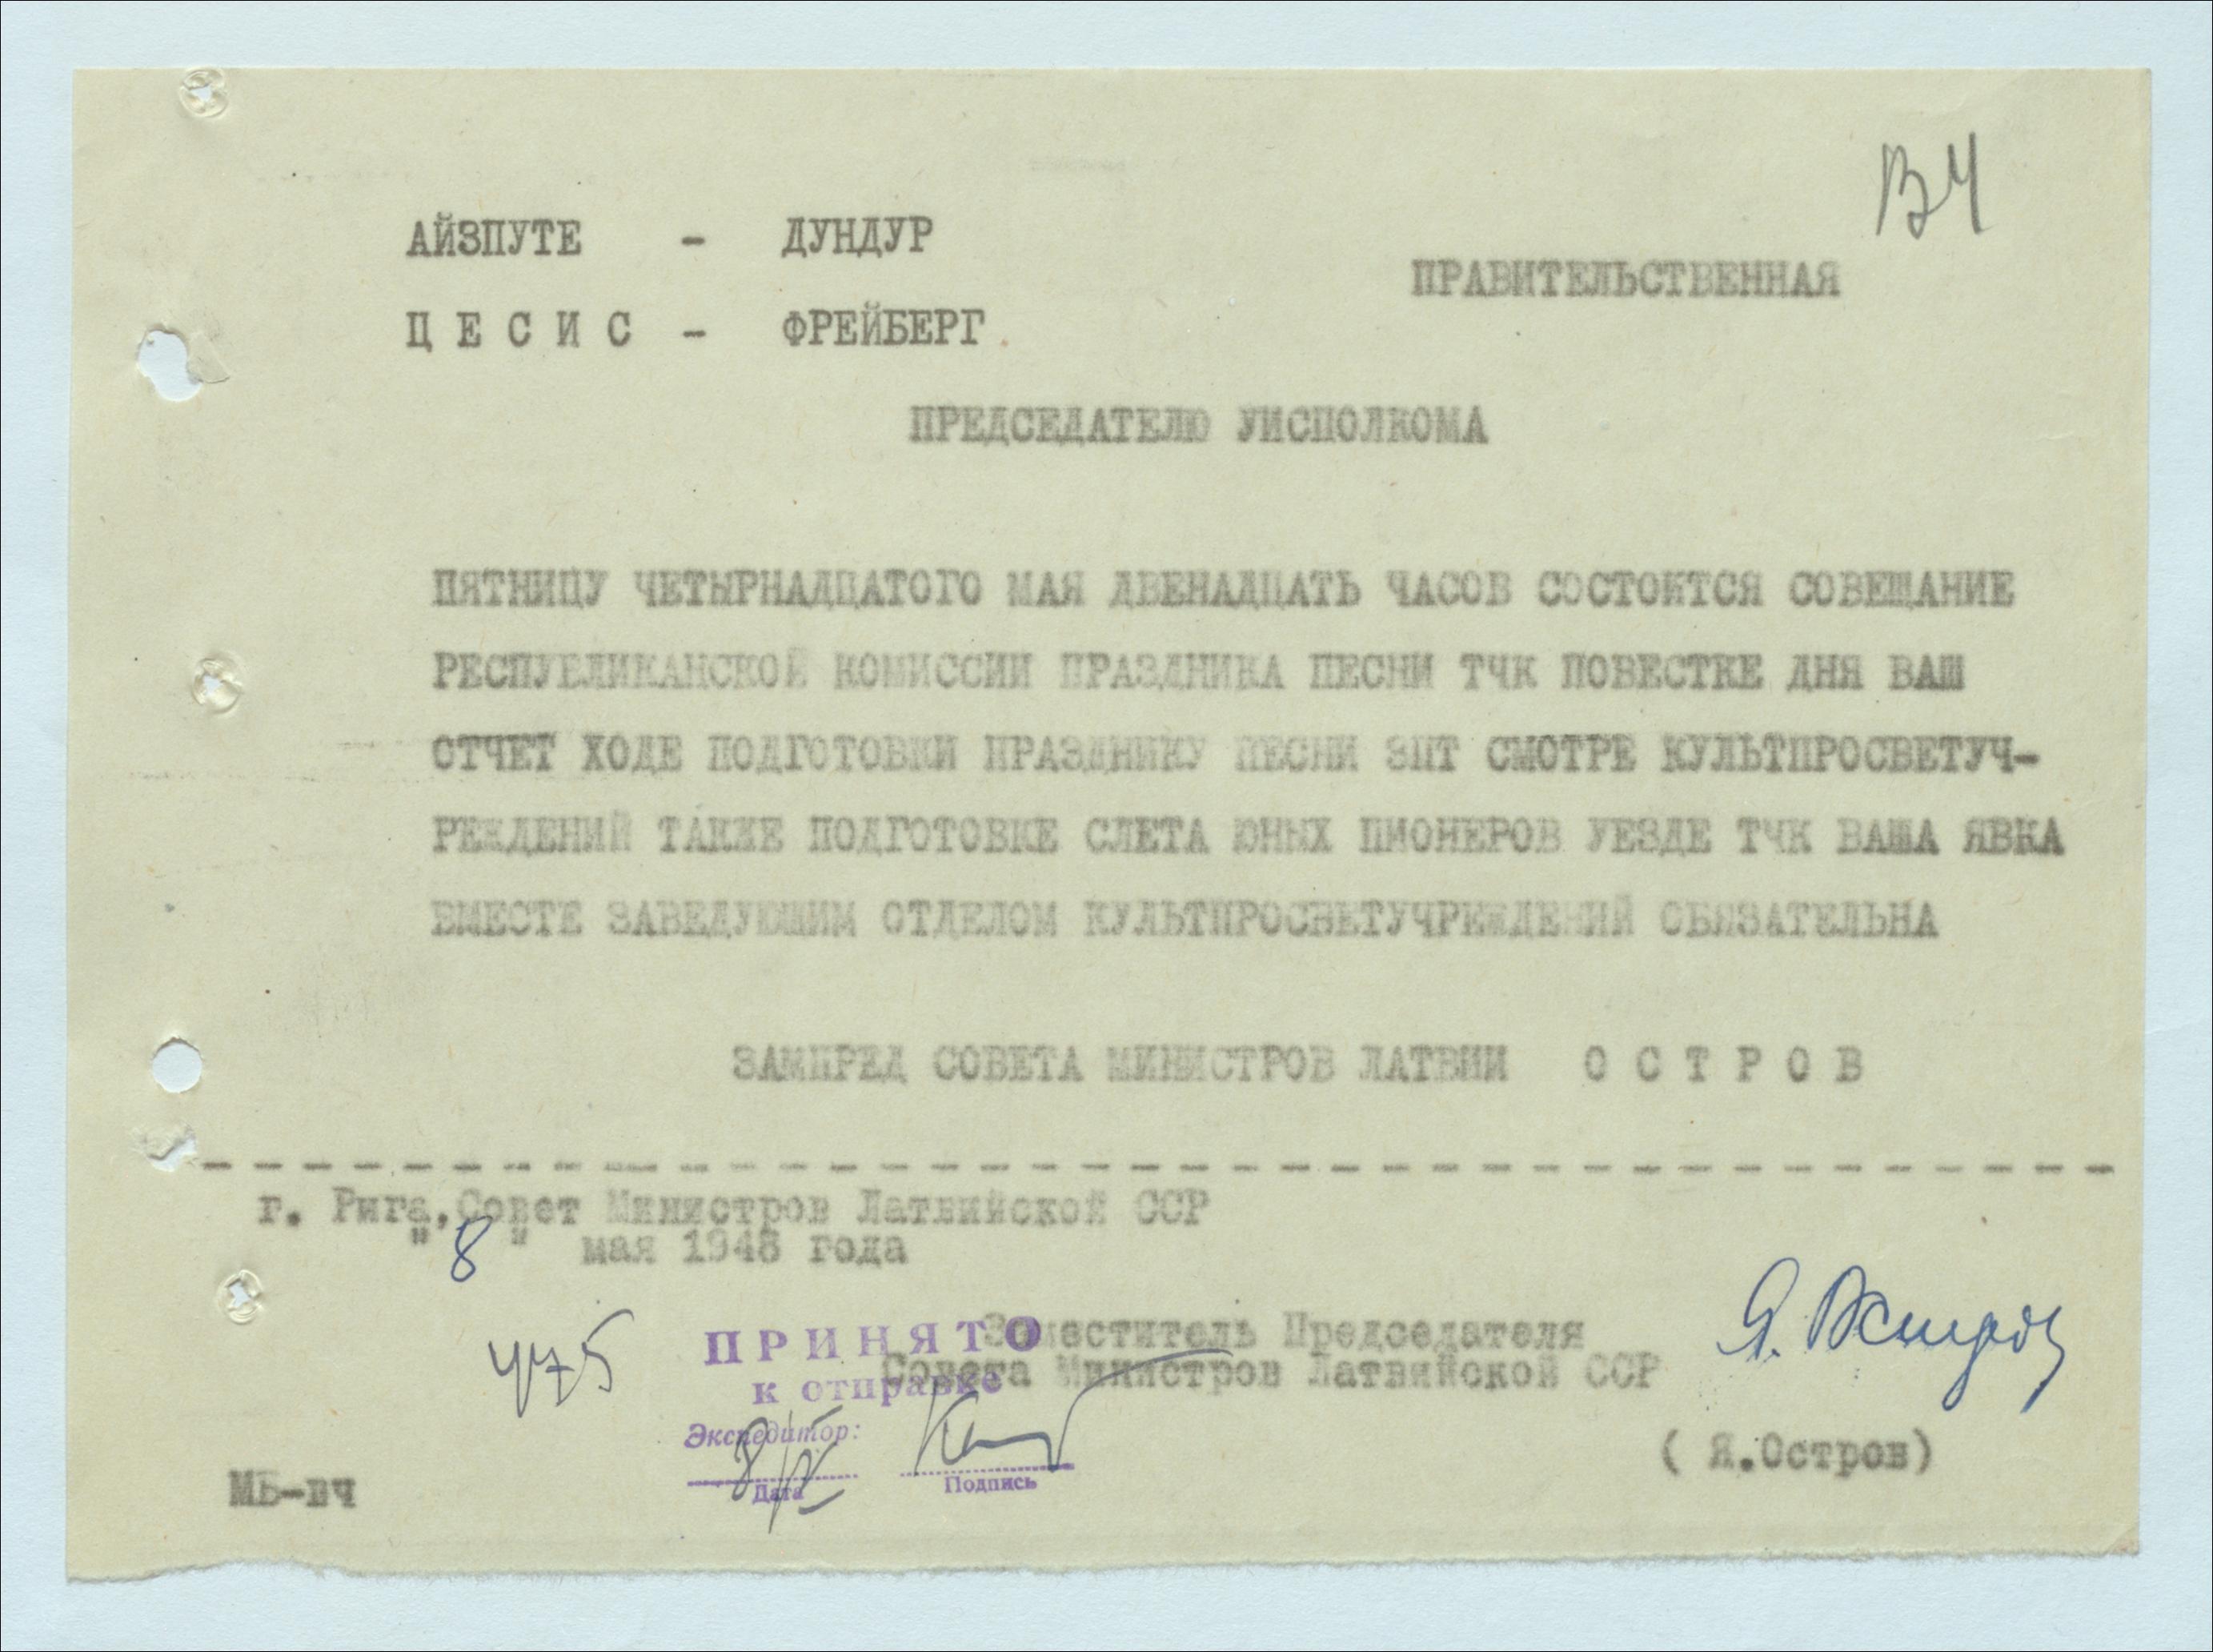 ВЧ
АЙЗПУТЕ - ДУНДУР
ПРАВИТЕЛЬСТВЕННАЯ
Ц Е С И С - ФРЕЙБЕРГ.
ПРЕДСЕДАТЕЛЮ УИСПОЛКОМА
ПЯТНИЦУ ЧЕТЫРНАДЦАТОГО МАЯ ДВЕНАДЦАТЬ ЧАСОВ СОСТОИТСЯ СОВЕЩАНИЕ
РЕСПУБЛИКАНСКОЙ КОМИССИИ ПРАЗДНИКА ПЕСНИ ТЧК ПОВЕСТКЕ ДНЯ ВАШ
ОТЧЕТ ХОДЕ ПОДГОТОВКИ ПРАЗДНИКУ ПЕСНИ ЗПТ СМОТРЕ КУЛЬТПРОСВЕТУЧ-
РЕЖДЕНИЙ ТАКЖЕ ПОДГОТОВКЕ СЛЕТА ЮНЫХ ПИОНЕРОВ УЕЗДЕ ТЧК ВАША ЯВКА
ВМЕСТЕ ЗАВЕДУЮЩИМ ОТДЕЛОМ КУЛЬТПРОСВЕТУЧРЕЖДЕНИЙ ОБЯЗАТЕЛЬНА
ЗАМПРЕД СОВЕТА МИНИСТРОВ ЛАТВИИ О С Т Р О В
г. Рига, Совет Министров Латвийской ССР
"8" мая 1948 года
Заместитель Председателя
Совета Министров Латвийской ССР
Я. Остров
( Я.Остров)
ПРИНЯТО
к отправке
Экспедитор:
8/V
Дата Подпись
МБ-вч